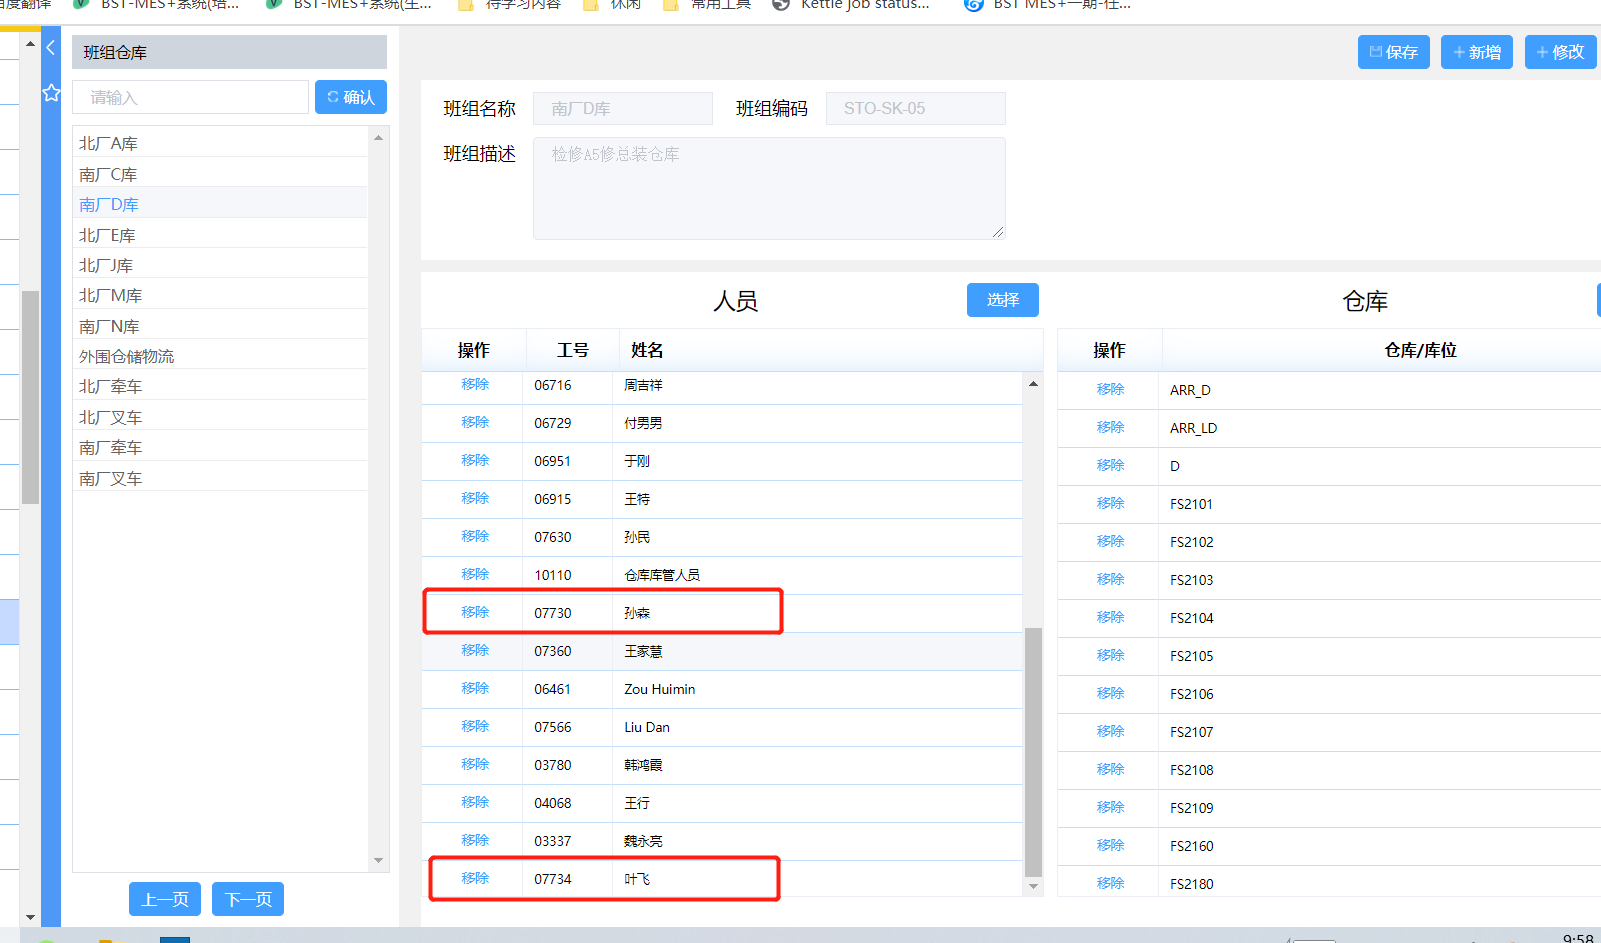 百度翻译 BST-MES+系统(培... BST-MES+系统(生... 待学习内容 休闲 常用工具 Kettle job status... BST MES+一期-任...
班组仓库
保存 新增 修改
请输入 确认
北厂A库
南厂C库
南厂D库
北厂E库
北厂J库
北厂M库
南厂N库
外围仓储物流
北厂牵车
北厂叉车
南厂牵车
南厂叉车
上一页 下一页
班组名称 南厂D库 班组编码 STO-SK-05
班组描述 检修A5修总装仓库
人员 选择
操作 工号 姓名
移除 06716 周吉祥
移除 06729 付男男
移除 06951 于刚
移除 06915 王特
移除 07630 孙民
移除 10110 仓库库管人员
移除 07730 孙森
移除 07360 王家慧
移除 06461 Zou Huimin
移除 07566 Liu Dan
移除 03780 韩鸿霞
移除 04068 王行
移除 03337 魏永亮
移除 07734 叶飞
仓库
操作 仓库/库位
移除 ARR_D
移除 ARR_LD
移除 D
移除 FS2101
移除 FS2102
移除 FS2103
移除 FS2104
移除 FS2105
移除 FS2106
移除 FS2107
移除 FS2108
移除 FS2109
移除 FS2160
移除 FS2180
9:58